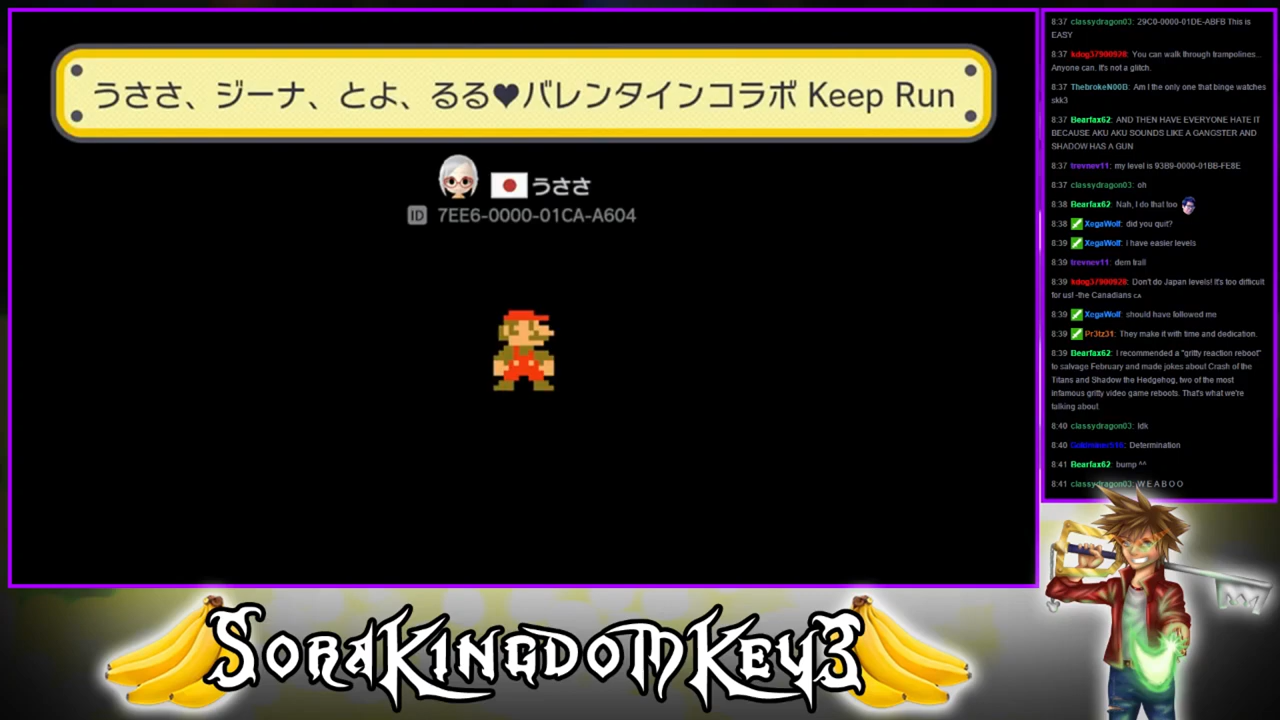 うささ、ジーナ、とよ、るる♥バレンタインコラボ Keep Run
うささ
ID 7EE6-0000-01CA-A604
8:37 classydragon03: 29C0-0000-01DE-ABFB This is
EASY
8:37 kdog37900920: You can walk through trampolines...
Anyone can. It's not a glitch.
8:37 ThebrokeN00B: Am I the only one that binge watches
skk3
8:37 Bearfax62: AND THEN HAVE EVERYONE HATE IT
BECAUSE AKU AKU SOUNDS LIKE A GANGSTER AND
SHADOW HAS A GUN
8:37 trevnev11: my level is 93B9-0000-01BB-FE8E
8:37 classydragon03: oh
8:38 Bearfax62: Nah, I do that too
8:38 XegaWolf: did you quit?
8:39 XegaWolf: I have easier levels
8:39 trevnev11: dem trall
8:39 kdog37900920: Don't do Japan levels! It's too difficult
for us! -the Canadians ca
8:39 XegaWolf: should have followed me
8:39 Pr3tz31: They make it with time and dedication.
8:39 Bearfax62: I recommended a "gritty reaction reboot"
to salvage February and made jokes about Crash of the
Titans and Shadow the Hedgehog, two of the most
infamous gritty video game reboots. That's what we're
talking about.
8:40 classydragon03: Idk
8:40 Determination
8:41 Bearfax62: bump ^^
8:41 classydragon03: W E A B O O
SoraKingdomKey3